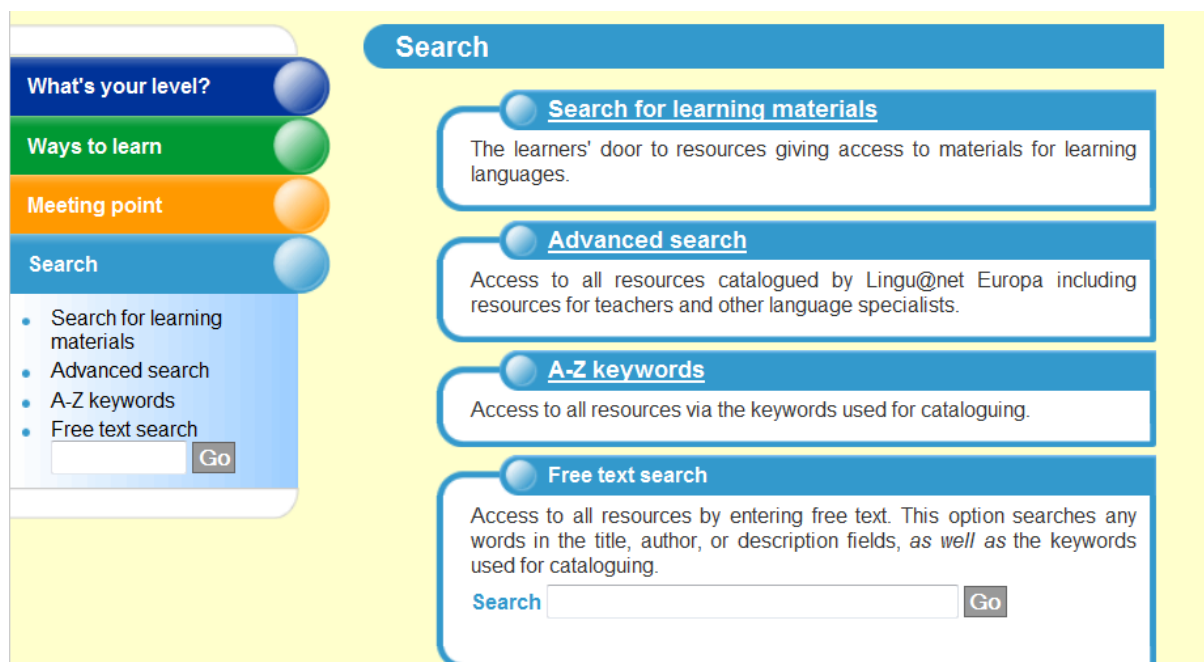 What's your level?
Ways to learn
Meeting point
Search
Search for learning
materials
Advanced search
A-Z keywords
Free text search
Go
Search
Search for learning materials
The learners' door to resources giving access to materials for learning
languages.
Advanced search
Access to all resources catalogued by Lingu@net Europa including
resources for teachers and other language specialists.
A-Z keywords
Access to all resources via the keywords used for cataloguing.
Free text search
Access to all resources by entering free text. This option searches any
words in the title, author, or description fields, as well as the keywords
used for cataloguing.
Search Go